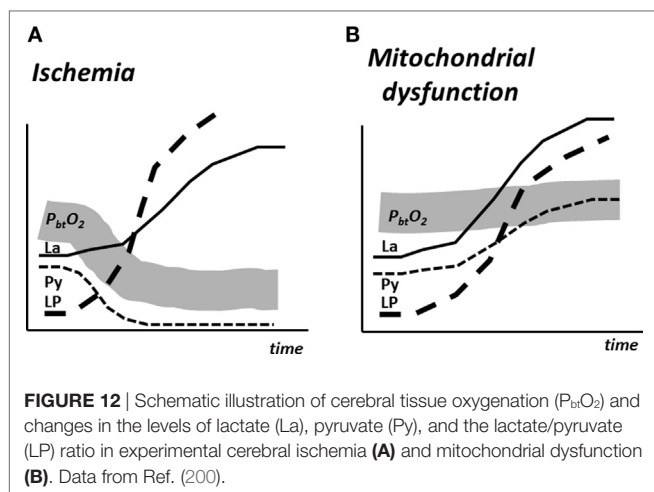 A
Ischemia
PbtO2
La
Py
LP
time
B
Mitochondrial
dysfunction
PbtO2
La
Py
LP
time
FIGURE 12 | Schematic illustration of cerebral tissue oxygenation (PbtO2) and
changes in the levels of lactate (La), pyruvate (Py), and the lactate/pyruvate
(LP) ratio in experimental cerebral ischemia (A) and mitochondrial dysfunction
(B). Data from Ref. (200).